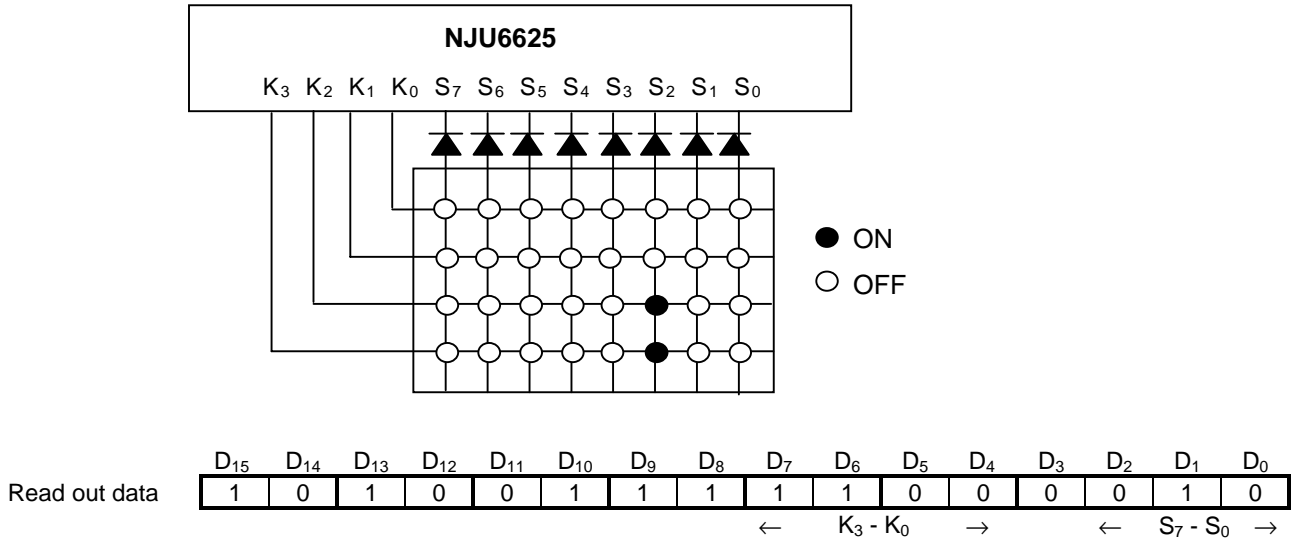 NJU6625
K₃ K₂ K₁ K₀ S₇ S₆ S₅ S₄ S₃ S₂ S₁ S₀
ON
OFF
D₁₅ D₁₄ D₁₃ D₁₂ D₁₁ D₁₀ D₉ D₈ D₇ D₆ D₅ D₄ D₃ D₂ D₁ D₀
Read out data 1 0 1 0 0 1 1 1 1 1 0 0 0 0 1 0
← K₃ - K₀ → ← S₇ - S₀ →